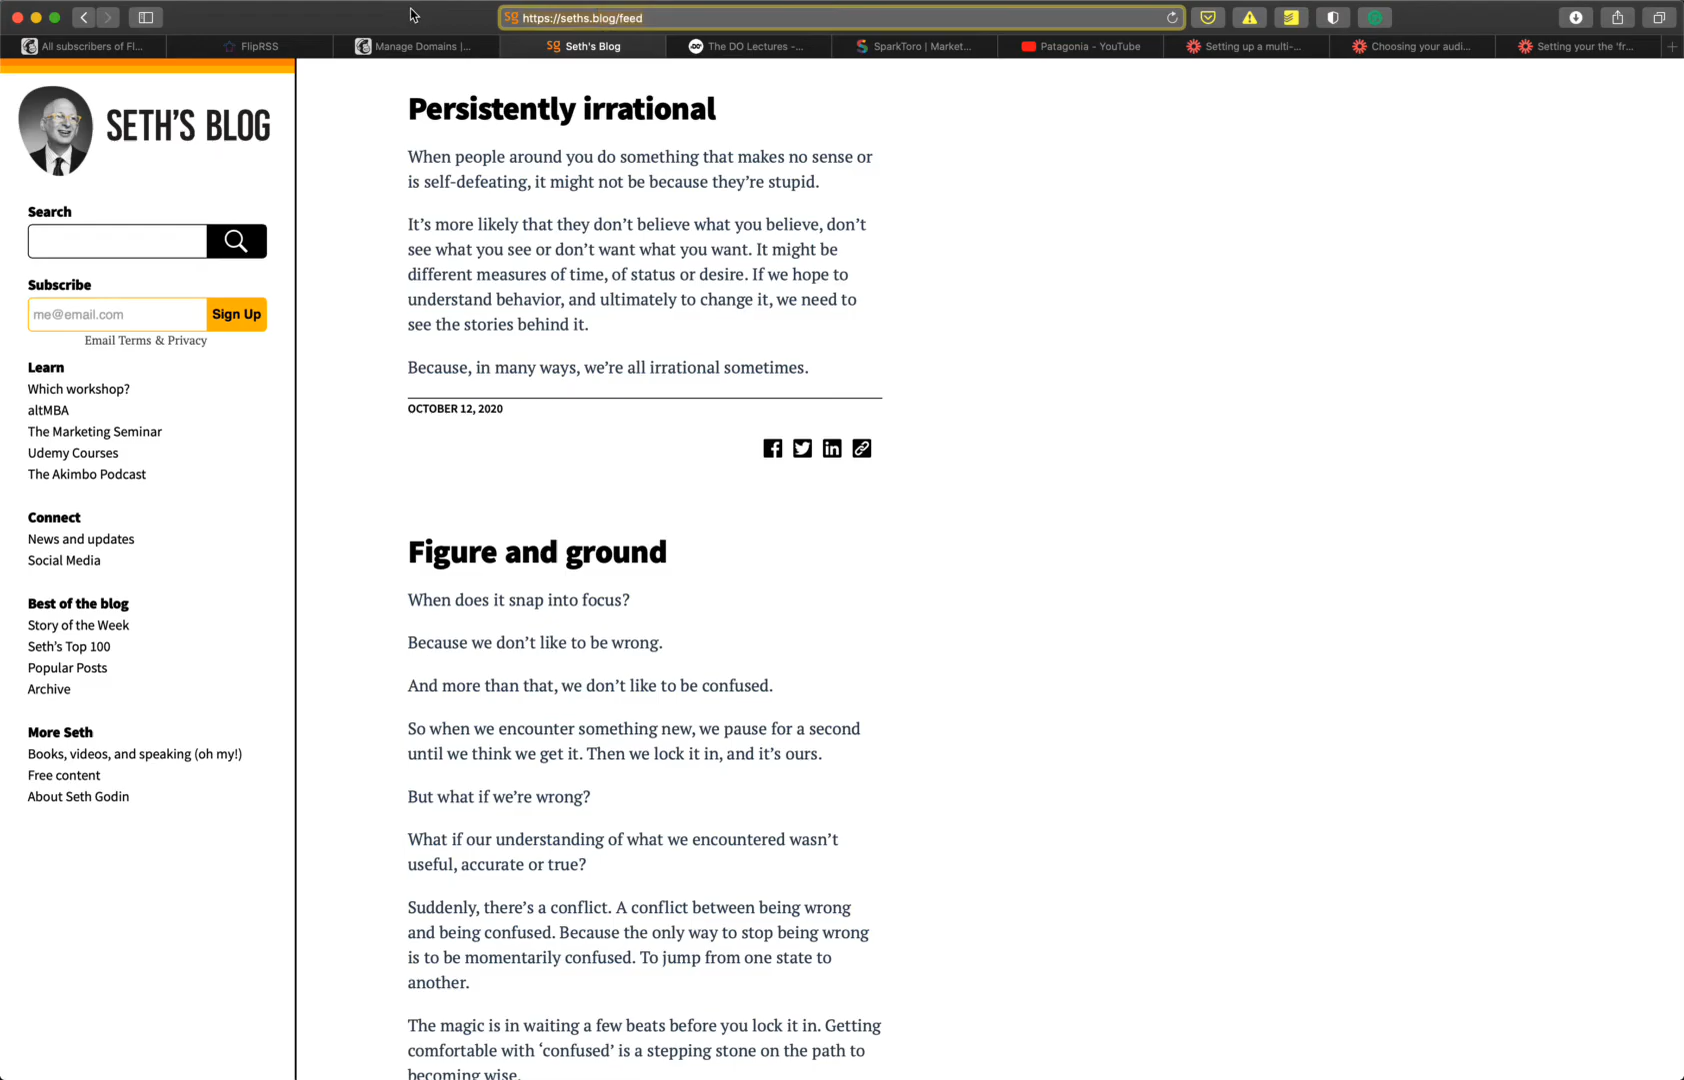 sg https://seths.blog/feed
All subscribers of Fl...
FlipRSS
Manage Domains |...
SG Seth's Blog
The DO Lectures -...
SparkToro | Market...
Patagonia - YouTube
Setting up a multi-...
Choosing your audi...
Setting your the 'fr...
SETH'S BLOG
Search
Subscribe
me@email.com Sign Up
Email Terms & Privacy
Learn
Which workshop?
altMBA
The Marketing Seminar
Udemy Courses
The Akimbo Podcast
Connect
News and updates
Social Media
Best of the blog
Story of the Week
Seth's Top 100
Popular Posts
Archive
More Seth
Books, videos, and speaking (oh my!)
Free content
About Seth Godin
Persistently irrational
When people around you do something that makes no sense or
is self-defeating, it might not be because they're stupid.
It's more likely that they don't believe what you believe, don't
see what you see or don't want what you want. It might be
different measures of time, of status or desire. If we hope to
understand behavior, and ultimately to change it, we need to
see the stories behind it.
Because, in many ways, we're all irrational sometimes.
OCTOBER 12, 2020
Figure and ground
When does it snap into focus?
Because we don't like to be wrong.
And more than that, we don't like to be confused.
So when we encounter something new, we pause for a second
until we think we get it. Then we lock it in, and it's ours.
But what if we're wrong?
What if our understanding of what we encountered wasn't
useful, accurate or true?
Suddenly, there's a conflict. A conflict between being wrong
and being confused. Because the only way to stop being wrong
is to be momentarily confused. To jump from one state to
another.
The magic is in waiting a few beats before you lock it in. Getting
comfortable with ‘confused’ is a stepping stone on the path to
becoming wise.